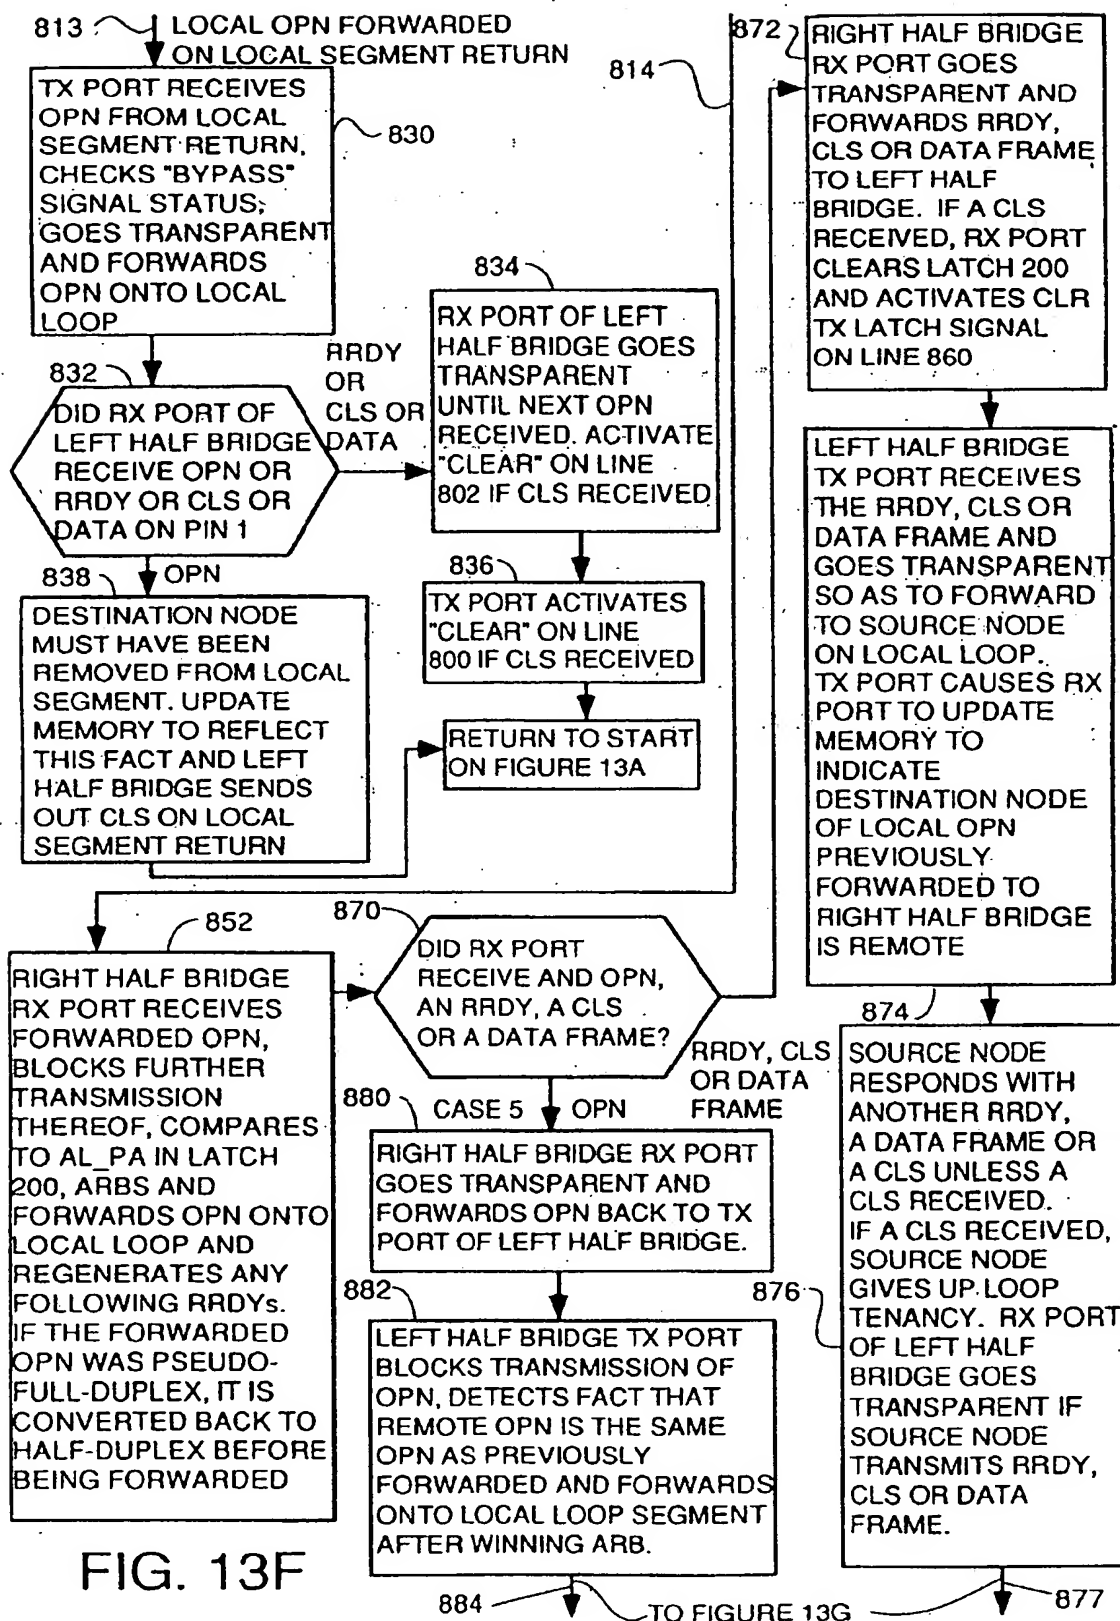 813
LOCAL OPN FORWARDED
ON LOCAL SEGMENT RETURN
TX PORT RECEIVES
OPN FROM LOCAL
SEGMENT RETURN,
CHECKS "BYPASS"
SIGNAL STATUS;
GOES TRANSPARENT
AND FORWARDS
OPN ONTO LOCAL
LOOP
830
832
DID RX PORT OF
LEFT HALF BRIDGE
RECEIVE OPN OR
RRDY OR CLS OR
DATA ON PIN 1
RRDY
OR
CLS OR
DATA
834
RX PORT OF LEFT
HALF BRIDGE GOES
TRANSPARENT
UNTIL NEXT OPN
RECEIVED. ACTIVATE
"CLEAR" ON LINE
802 IF CLS RECEIVED
836
TX PORT ACTIVATES
"CLEAR" ON LINE
800 IF CLS RECEIVED
RETURN TO START
ON FIGURE 13A
838
OPN
DESTINATION NODE
MUST HAVE BEEN
REMOVED FROM LOCAL
SEGMENT. UPDATE
MEMORY TO REFLECT
THIS FACT AND LEFT
HALF BRIDGE SENDS
OUT CLS ON LOCAL
SEGMENT RETURN
814
852
RIGHT HALF BRIDGE
RX PORT RECEIVES
FORWARDED OPN,
BLOCKS FURTHER
TRANSMISSION
THEREOF, COMPARES
TO AL_PA IN LATCH
200, ARBS AND
FORWARDS OPN ONTO
LOCAL LOOP AND
REGENERATES ANY
FOLLOWING RRDYs.
IF THE FORWARDED
OPN WAS PSEUDO-
FULL-DUPLEX, IT IS
CONVERTED BACK TO
HALF-DUPLEX BEFORE
BEING FORWARDED
870
DID RX PORT
RECEIVE AND OPN,
AN RRDY, A CLS
OR A DATA FRAME?
RRDY, CLS
OR DATA
FRAME
880
CASE 5
OPN
RIGHT HALF BRIDGE RX PORT
GOES TRANSPARENT AND
FORWARDS OPN BACK TO TX
PORT OF LEFT HALF BRIDGE.
882
LEFT HALF BRIDGE TX PORT
BLOCKS TRANSMISSION OF
OPN, DETECTS FACT THAT
REMOTE OPN IS THE SAME
OPN AS PREVIOUSLY
FORWARDED AND FORWARDS
ONTO LOCAL LOOP SEGMENT
AFTER WINNING ARB.
884
TO FIGURE 13G
872
RIGHT HALF BRIDGE
RX PORT GOES
TRANSPARENT AND
FORWARDS RRDY,
CLS OR DATA FRAME
TO LEFT HALF
BRIDGE. IF A CLS
RECEIVED, RX PORT
CLEARS LATCH 200
AND ACTIVATES CLR
TX LATCH SIGNAL
ON LINE 860
LEFT HALF BRIDGE
TX PORT RECEIVES
THE RRDY, CLS OR
DATA FRAME AND
GOES TRANSPARENT
SO AS TO FORWARD
TO SOURCE NODE
ON LOCAL LOOP.
TX PORT CAUSES RX
PORT TO UPDATE
MEMORY TO
INDICATE
DESTINATION NODE
OF LOCAL OPN
PREVIOUSLY
FORWARDED TO
RIGHT HALF BRIDGE
IS REMOTE
874
SOURCE NODE
RESPONDS WITH
ANOTHER RRDY,
A DATA FRAME OR
A CLS UNLESS A
CLS RECEIVED.
IF A CLS RECEIVED,
SOURCE NODE
GIVES UP LOOP
TENANCY. RX PORT
OF LEFT HALF
BRIDGE GOES
TRANSPARENT IF
SOURCE NODE
TRANSMITS RRDY,
CLS OR DATA
FRAME.
876
877
FIG. 13F